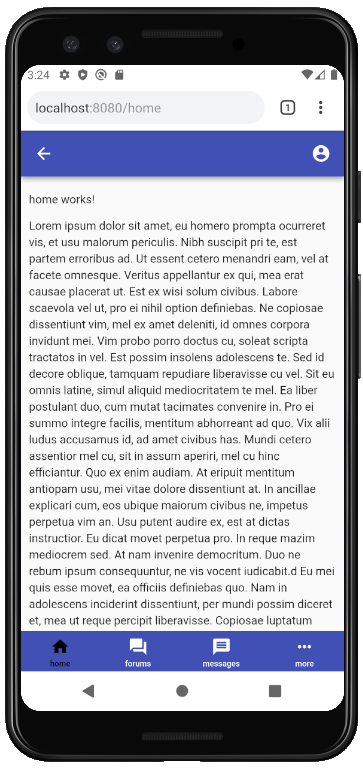 3:24
localhost:8080/home
1
home works!
Lorem ipsum dolor sit amet, eu homero prompta ocurreret
vis, et usu malorum periculis. Nibh suscipit pri te, est
partem erroribus ad. Ut essent cetero menandri eam, vel at
facete omnesque. Veritus appellantur ex qui, mea erat
causae placerat ut. Est ex wisi solum civibus. Labore
scaevola vel ut, pro ei nihil option definiebas. Ne copiosae
dissentiunt vim, mel ex amet deleniti, id omnes corpora
invidunt mei. Vim probo porro doctus cu, soleat scripta
tractatos in vel. Est possim insolens adolescens te. Sed id
decore oblique, tamquam repudiare liberavisse cu vel. Sit eu
omnis latine, simul aliquid mediocritatem te mel. Ea liber
postulant duo, cum mutat tacimates convenire in. Pro ei
summo integre facilis, mentitum abhorreant ad quo. Vix alii
ludus accusamus id, ad amet civibus has. Mundi cetero
assentior mel cu, sit in assum aperiri, mel cu hinc
efficiantur. Quo ex enim audiam. At eripuit mentitum
antiopam usu, mei vitae dolore dissentiunt at. In ancillae
explicari cum, eos ubique maiorum civibus ne, impetus
perpetua vim an. Usu putent audire ex, est at dictas
instructior. Eu dicat movet perpetua pro. In reque mazim
mediocrem sed. At nam invenire democritum. Duo ne
rebum ipsum consequuntur, ne vis vocent iudicabit.d Eu mei
quis esse movet, ea officiis definiebas quo. Nam in
adolescens inciderint dissentiunt, per mundi possim diceret
et, mea ut reque percipit liberavisse. Copiosae luptatum
home
forums
messages
more